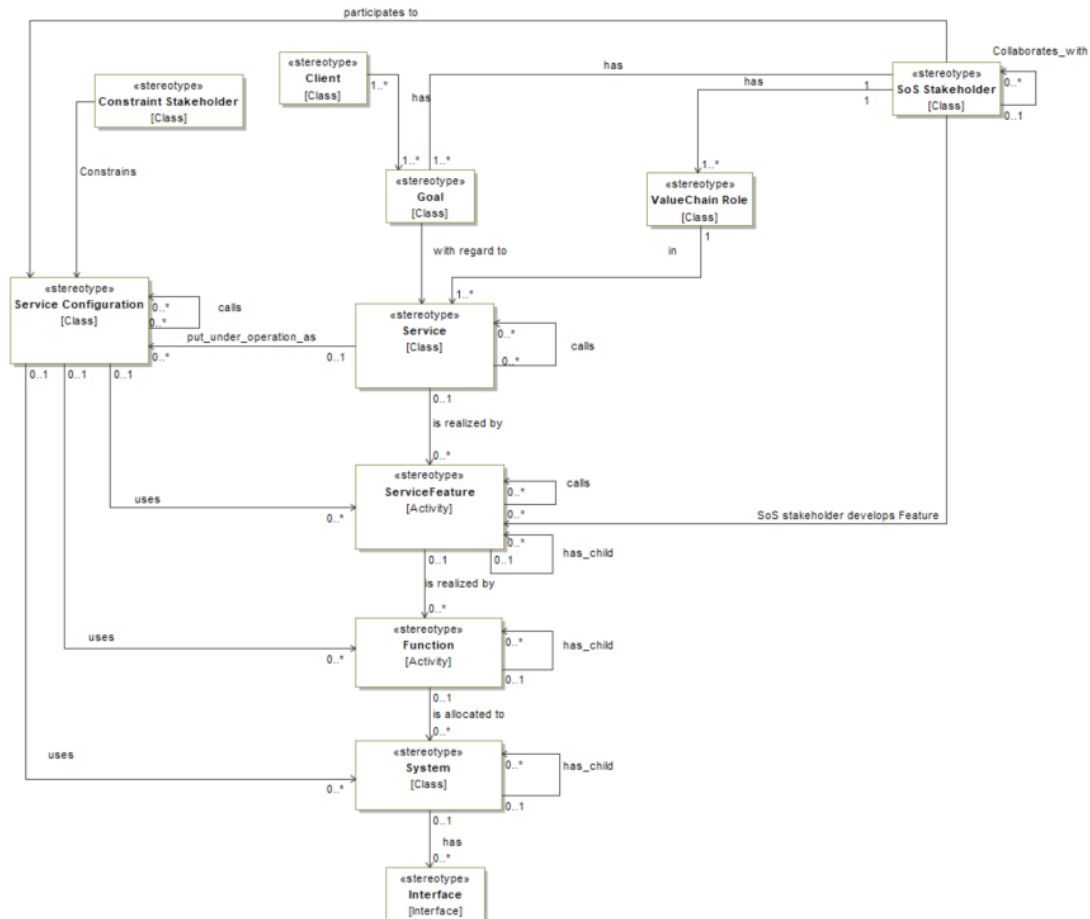 participates to
Collaborates_with
«stereotype»
Client
[Class]
1..*
has
has
has
1
1
«stereotype»
SoS Stakeholder
[Class]
0..*
0..1
«stereotype»
Constraint Stakeholder
[Class]
Constrains
1..*
1..*
1..*
«stereotype»
Goal
[Class]
«stereotype»
ValueChain Role
[Class]
1
with regard to
in
1..*
«stereotype»
Service Configuration
[Class]
0..*
0..*
calls
put_under_operation_as
0..*
0..1
«stereotype»
Service
[Class]
0..*
0..*
calls
0..1
0..1
0..1
0..1
is realized by
0..*
«stereotype»
ServiceFeature
[Activity]
0..*
calls
0..*
uses
0..*
SoS stakeholder develops Feature
0..*
0..1
0..1
has_child
is realized by
0..*
«stereotype»
Function
[Activity]
0..*
0..1
has_child
uses
0..*
0..1
is allocated to
0..*
«stereotype»
System
[Class]
0..*
0..1
has_child
uses
0..*
0..1
has
0..*
«stereotype»
Interface
[Interface]